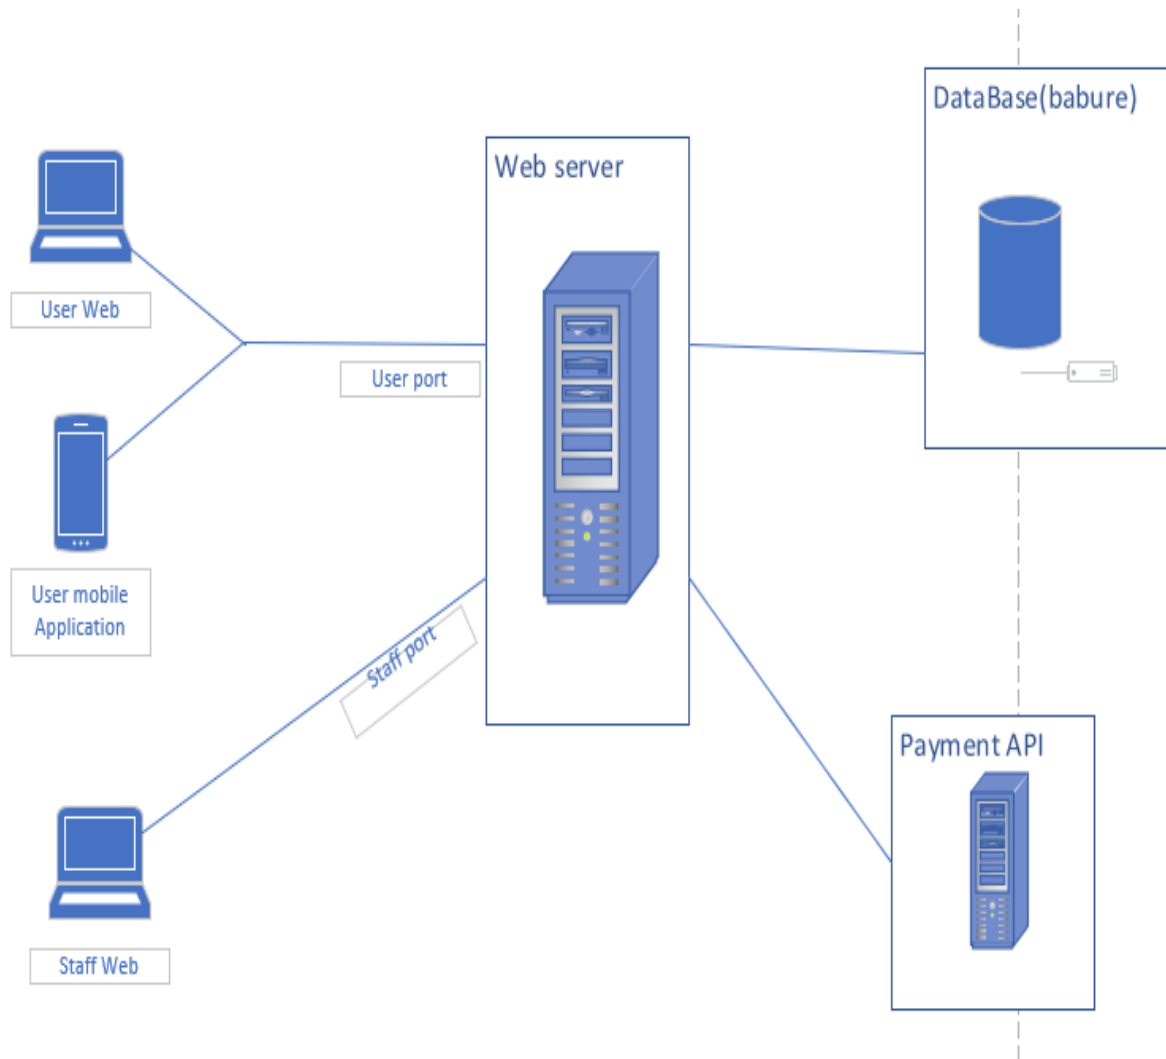 DataBase(babure)
Web server
User Web
User port
User mobile
Application
Staff port
Payment API
Staff Web